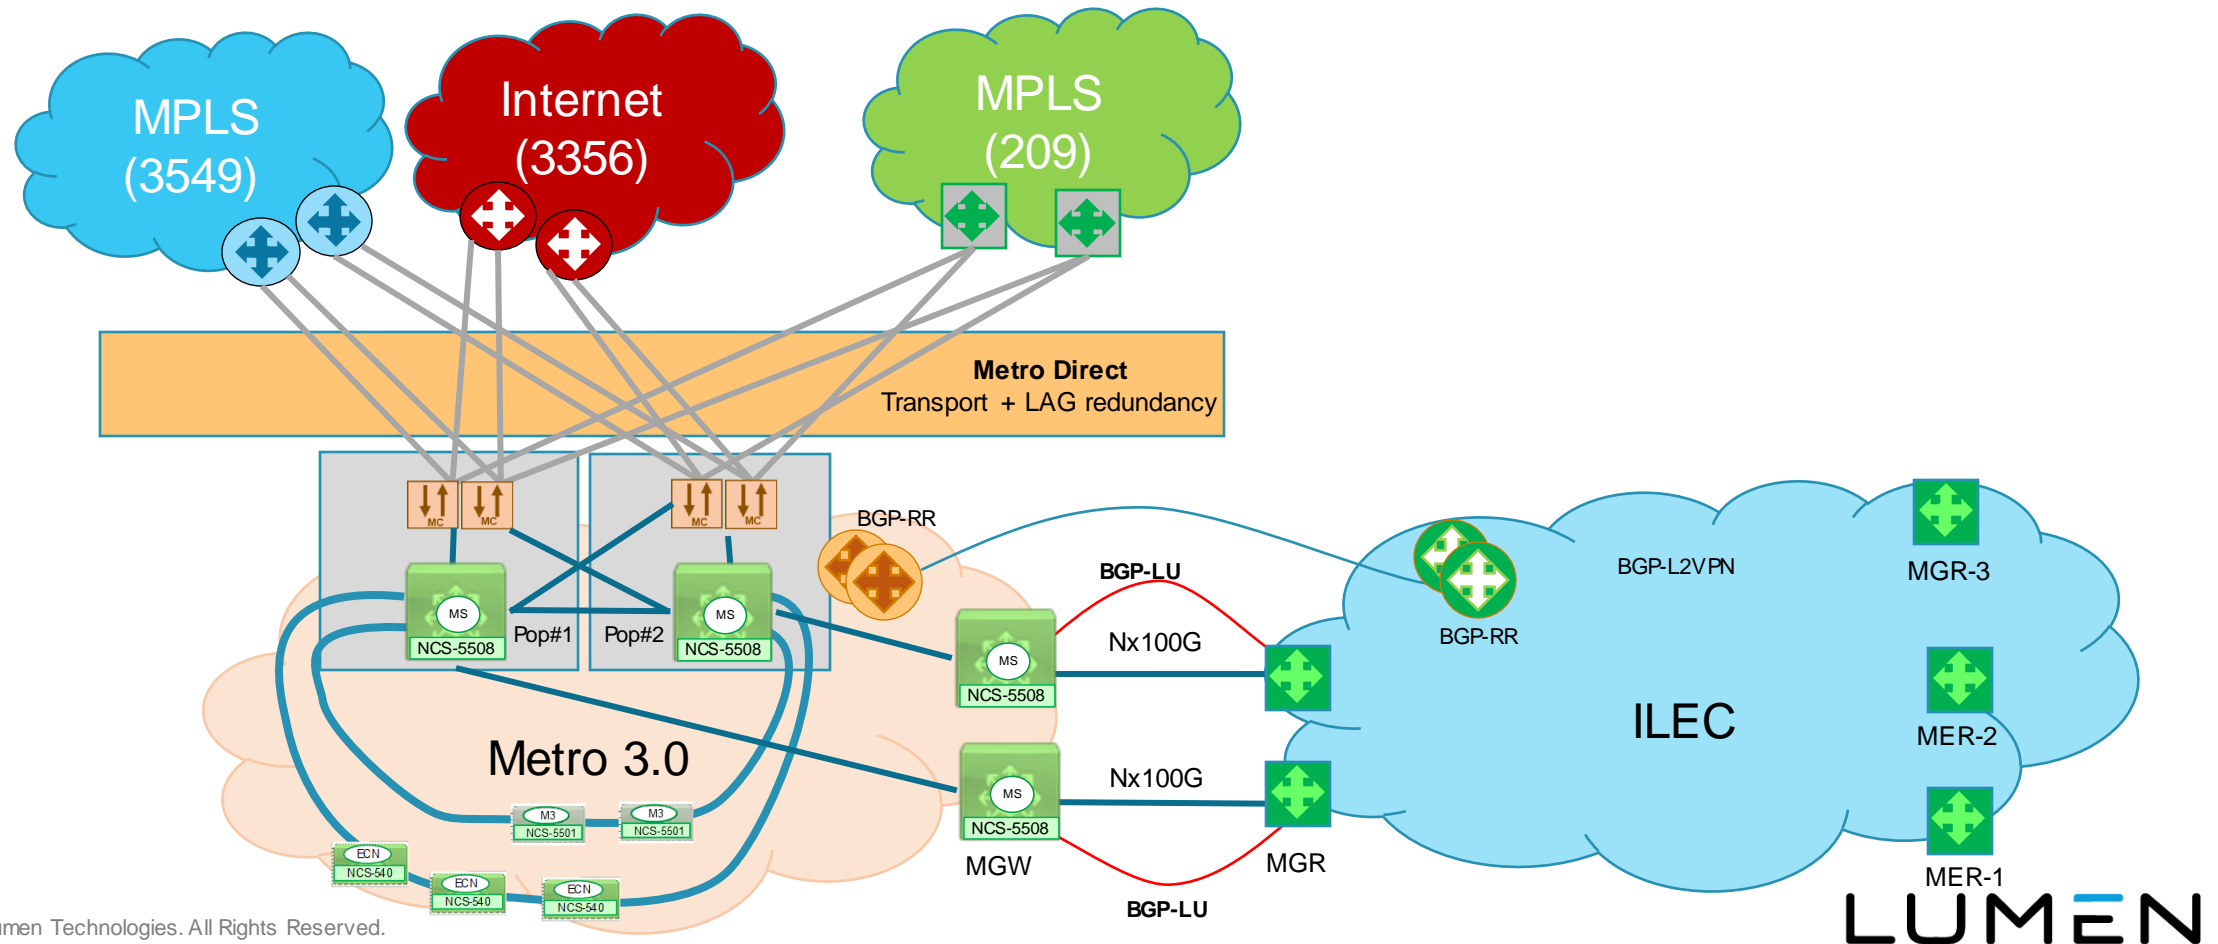 MPLS
(3549)
Internet
(3356)
MPLS
(209)
Metro Direct
Transport + LAG redundancy
MC
MC
MC
MC
BGP-RR
MS
NCS-5508
Pop#1
Pop#2
MS
NCS-5508
BGP-LU
Nx100G
MS
NCS-5508
BGP-RR
BGP-L2VPN
MGR-3
ILEC
MER-2
Metro 3.0
Nx100G
MS
NCS-5508
MGW
MGR
MER-1
M3
NCS-5501
M3
NCS-5501
ECN
NCS-540
ECN
NCS-540
ECN
NCS-540
BGP-LU
LUMEN
Technologies. All Rights Reserved.